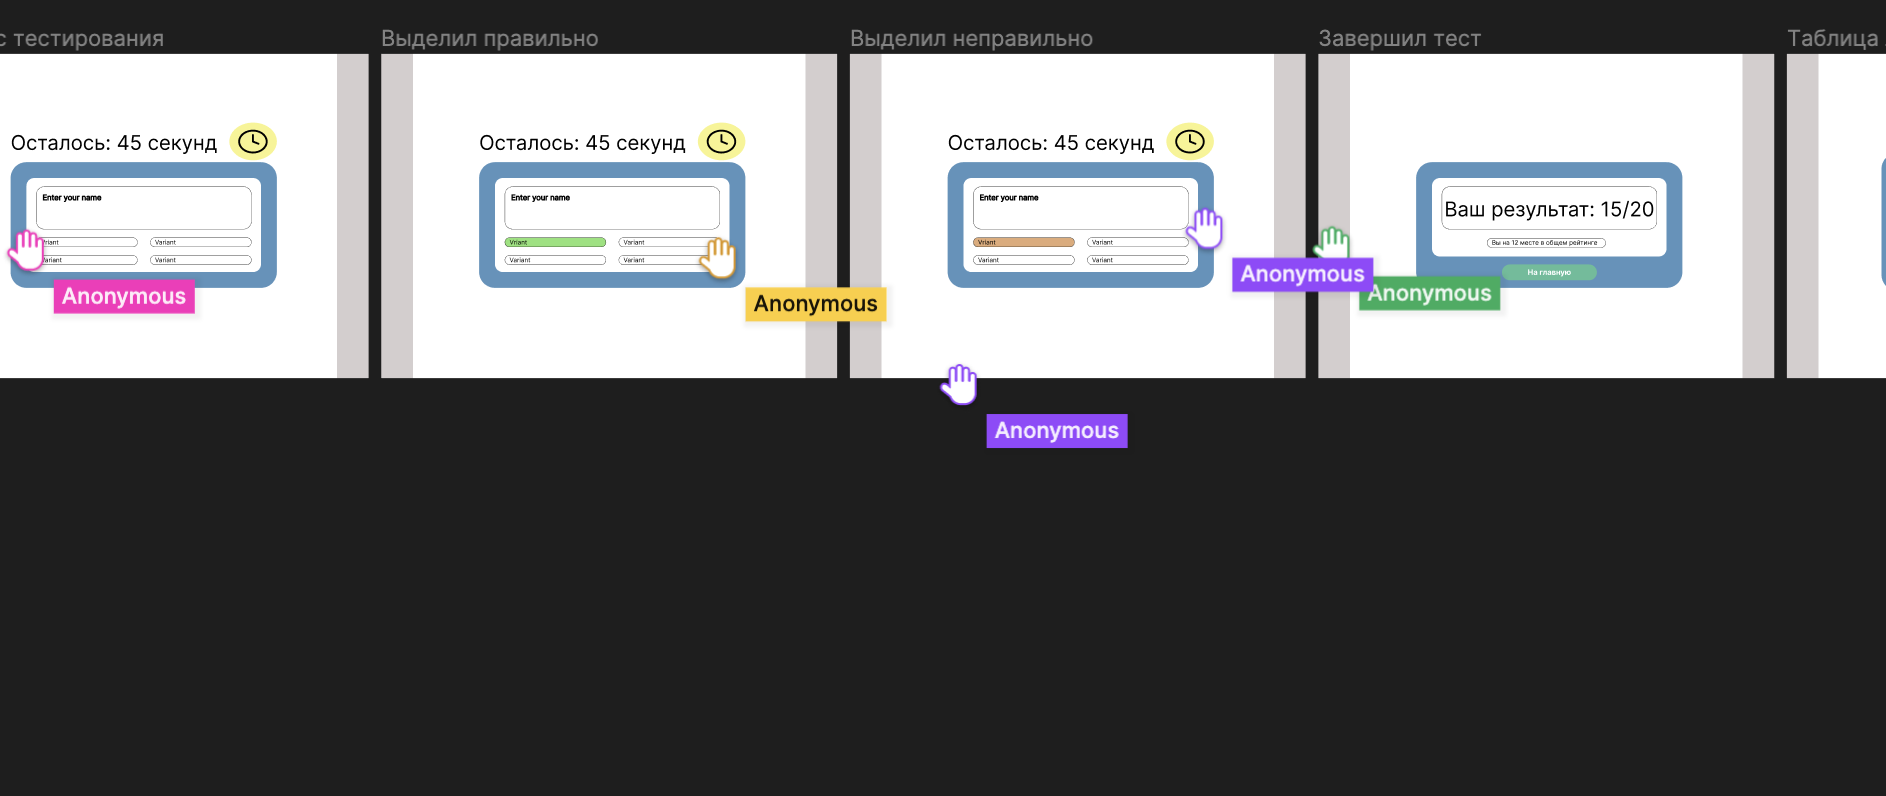 с тестирования
Выделил правильно
Выделил неправильно
Завершил тест
Таблица
Осталось: 45 секунд
Enter your name
Variant
Variant
Anonymous
Осталось: 45 секунд
Enter your name
Vriant
Variant
Variant
Variant
Anonymous
Осталось: 45 секунд
Enter your name
Vriant
Variant
Variant
Variant
Anonymous
Anonymous
Ваш результат: 15/20
Вы на 12 месте в общем рейтинге
На главную
Anonymous